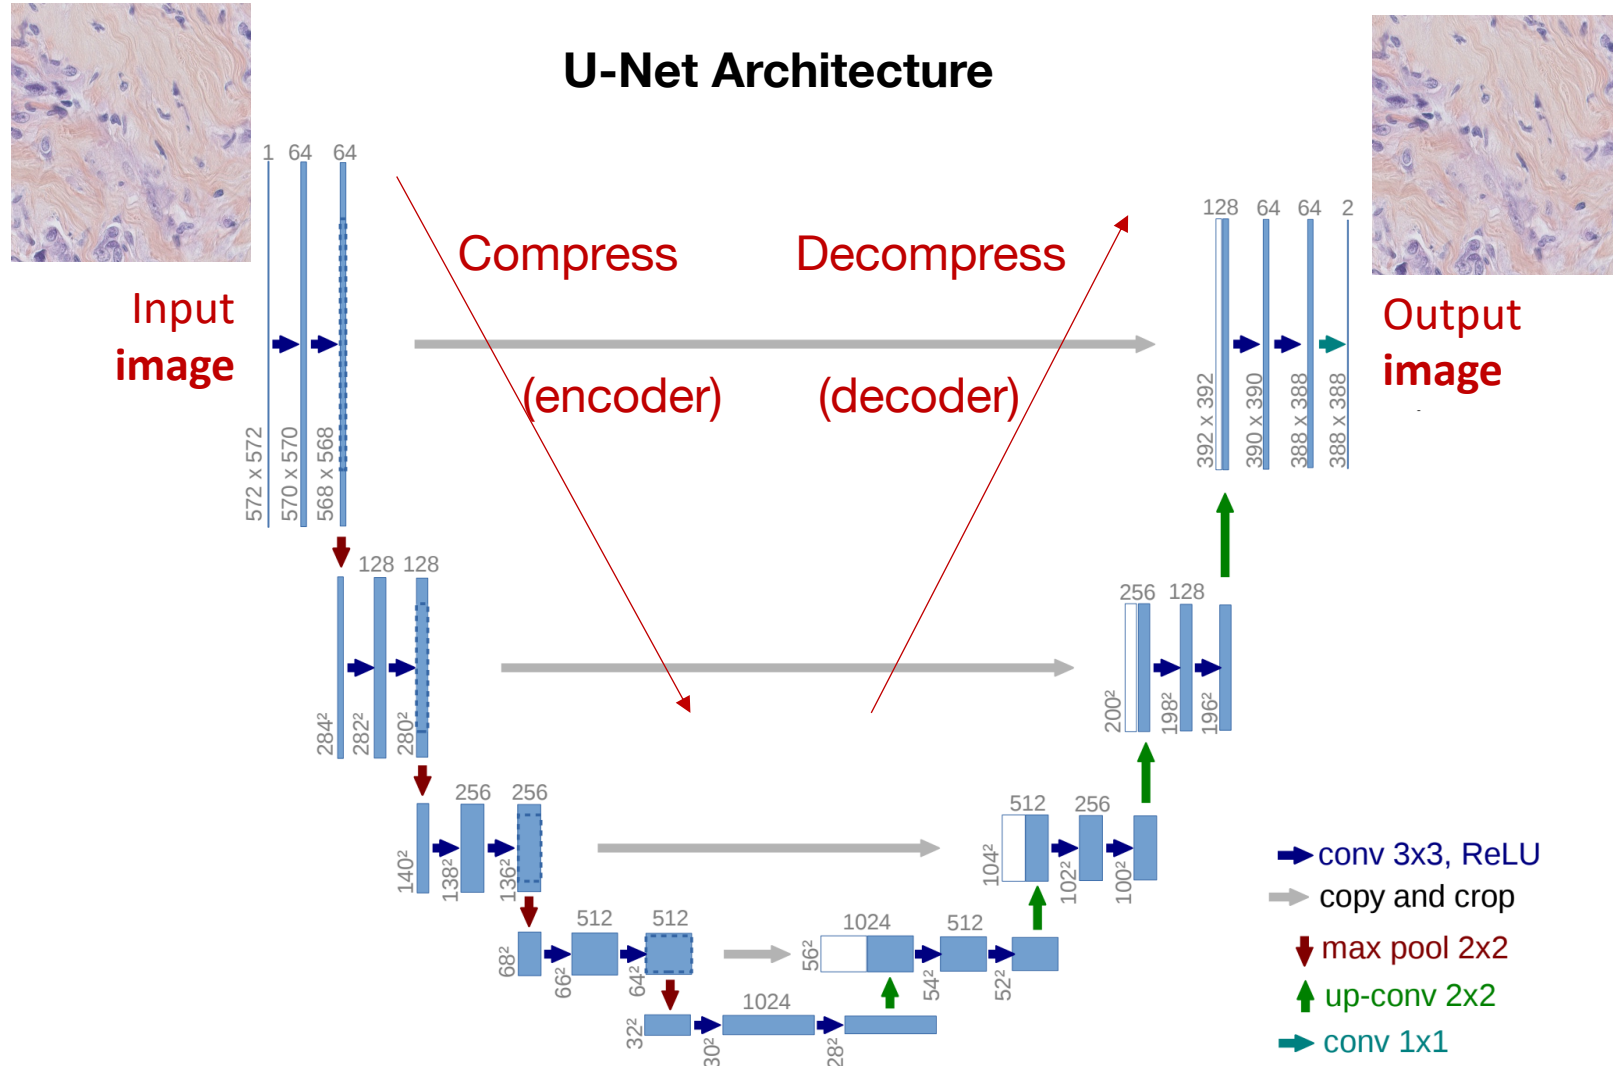 U-Net Architecture
1 64 64
128 64 64 2
Compress Decompress
Input
image
Output
image
(encoder) (decoder)
572 x 572
570 x 570
568 x 568
392 x 392
390 x 390
388 x 388
388 x 388
128 128
256 128
284²
282²
280²
200²
198²
196²
256 256
512 256
140²
138²
136²
104²
102²
100²
conv 3x3, ReLU
copy and crop
max pool 2x2
up-conv 2x2
conv 1x1
512 512
1024 512
68²
66²
64²
56²
54²
52²
1024
32²
30²
28²